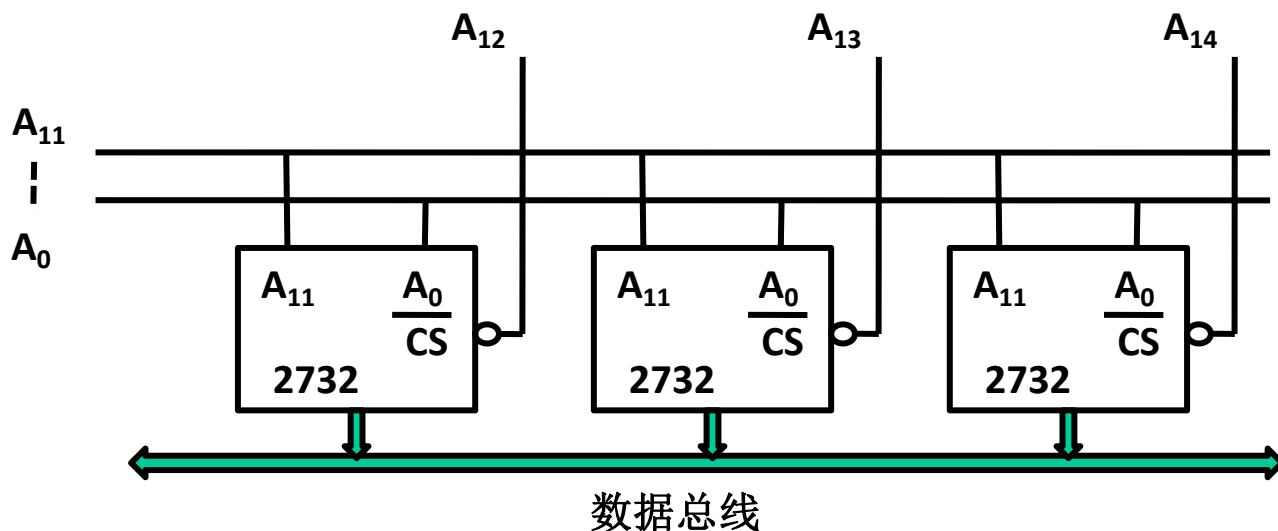 A₁₂ A₁₃ A₁₄
A₁₁
A₀
A₁₁ A₀ A₁₁ A₀ A₁₁ A₀
CS CS CS
2732 2732 2732
数据总线